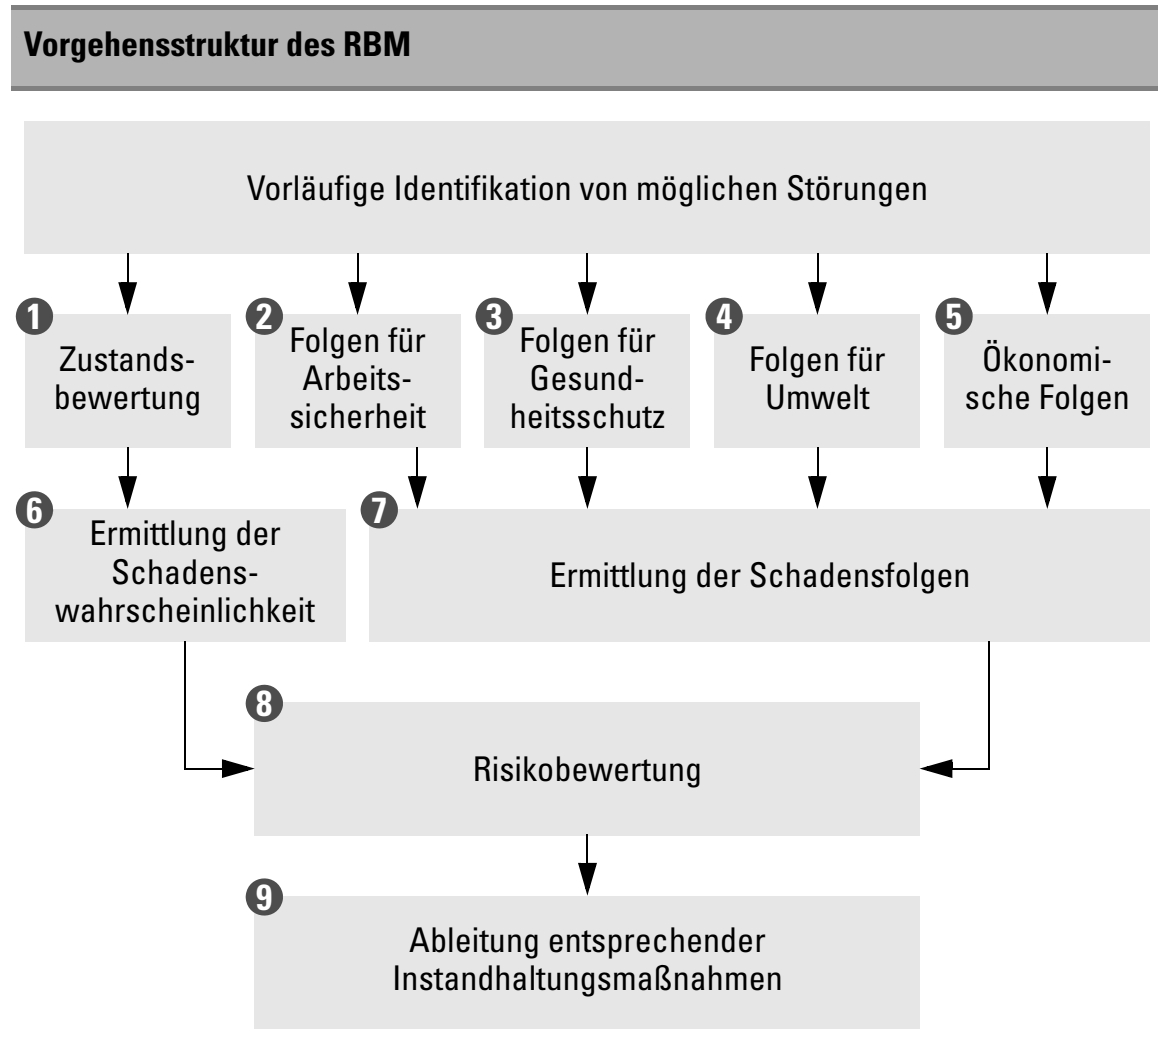 Vorgehensstruktur des RBM
Vorläufige Identifikation von möglichen Störungen
1
Zustands-
bewertung
2
Folgen für
Arbeits-
sicherheit
3
Folgen für
Gesund-
heitsschutz
4
Folgen für
Umwelt
5
Ökonomi-
sche Folgen
6
Ermittlung der
Schadens-
wahrscheinlichkeit
7
Ermittlung der Schadensfolgen
8
Risikobewertung
9
Ableitung entsprechender
Instandhaltungsmaßnahmen